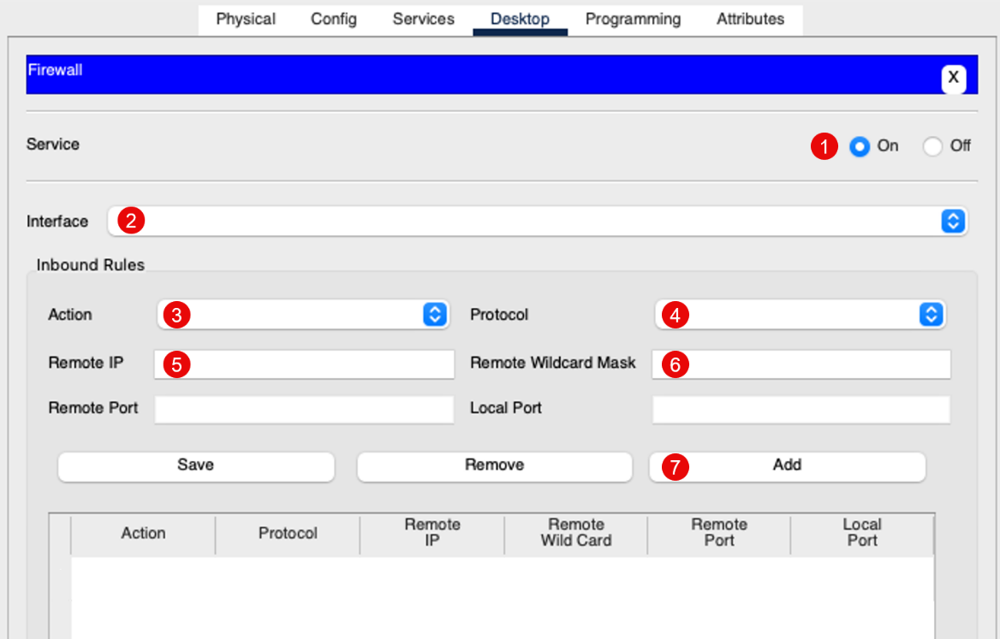 Physical Config Services Desktop Programming Attributes
Firewall X
Service 1 On Off
Interface 2
Inbound Rules
Action 3 Protocol 4
Remote IP 5 Remote Wildcard Mask 6
Remote Port Local Port
Save Remove 7 Add
Action Protocol Remote IP Remote Wild Card Remote Port Local Port